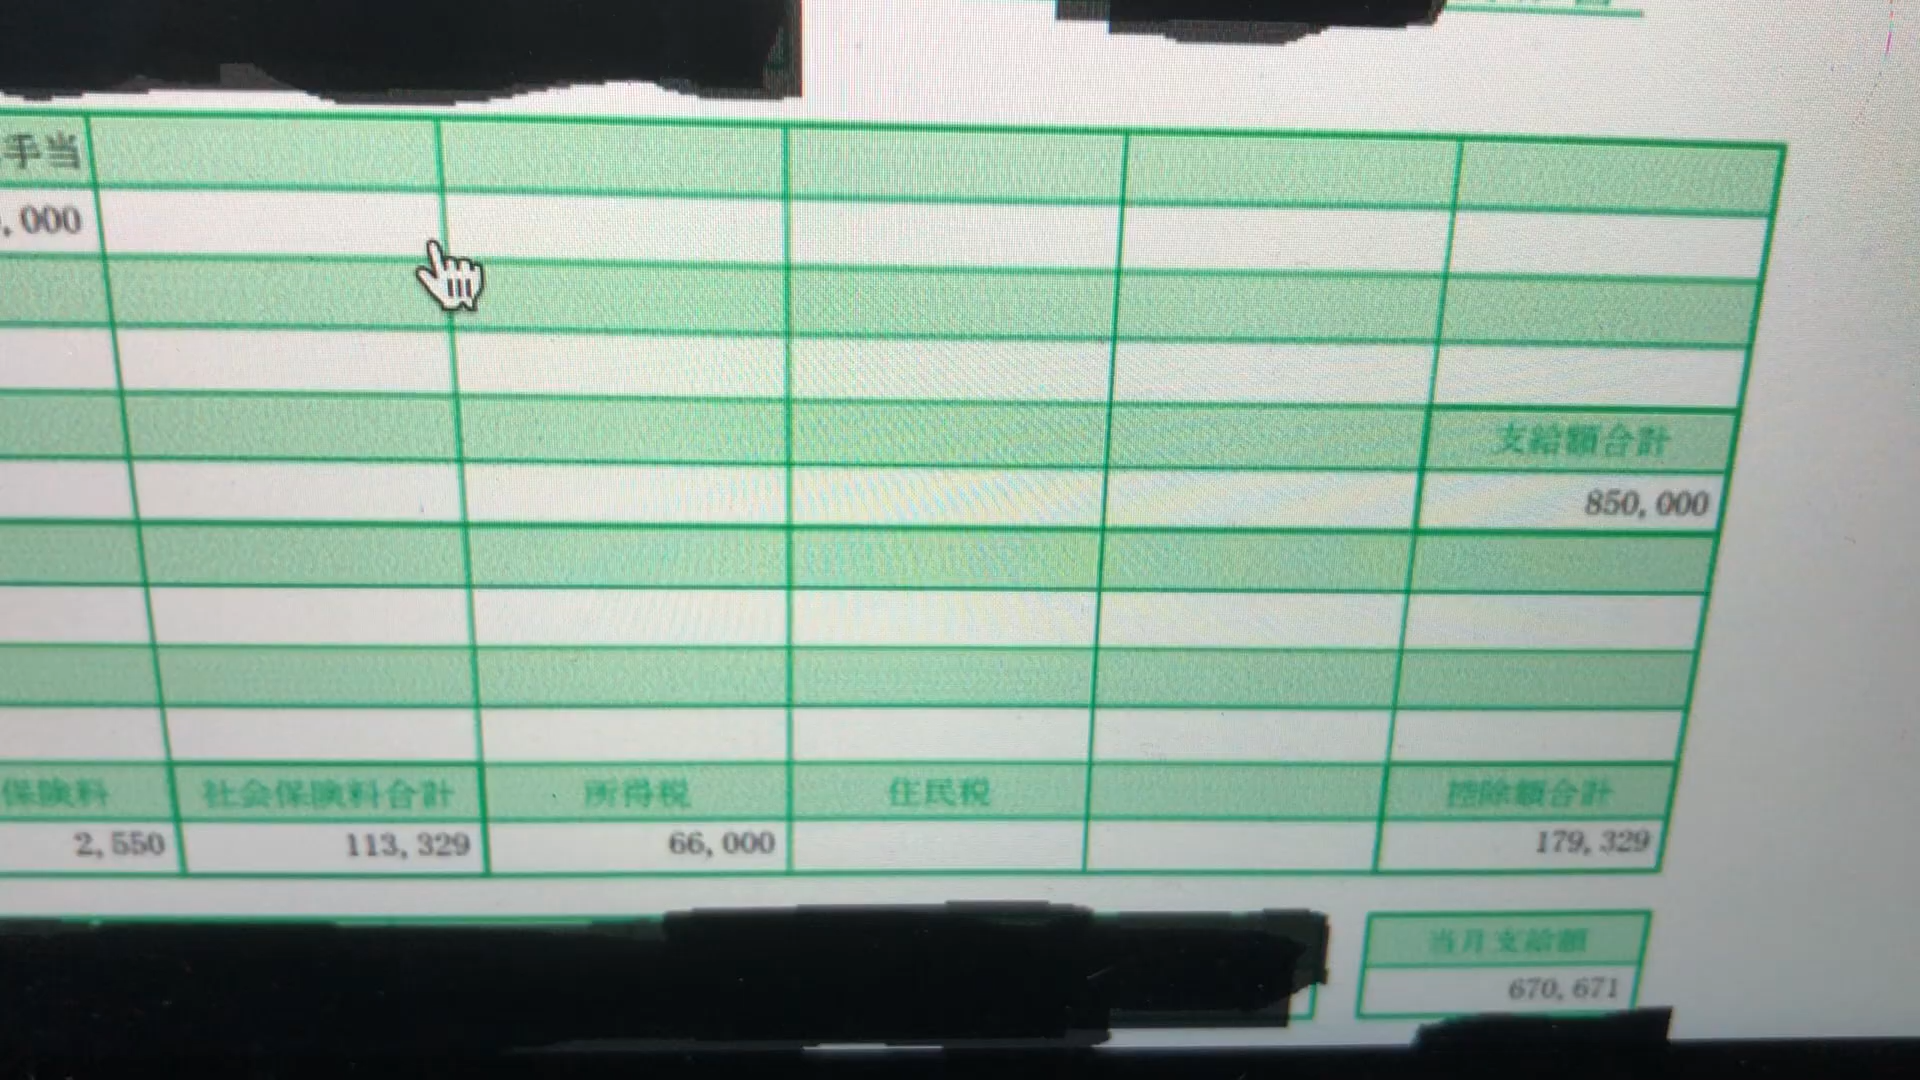 手当
,000
支給額合計
850,000
保険料 社会保険料合計 所得税 住民税 控除額合計
2,550 113,329 66,000 179,329
当月支給額
670,671